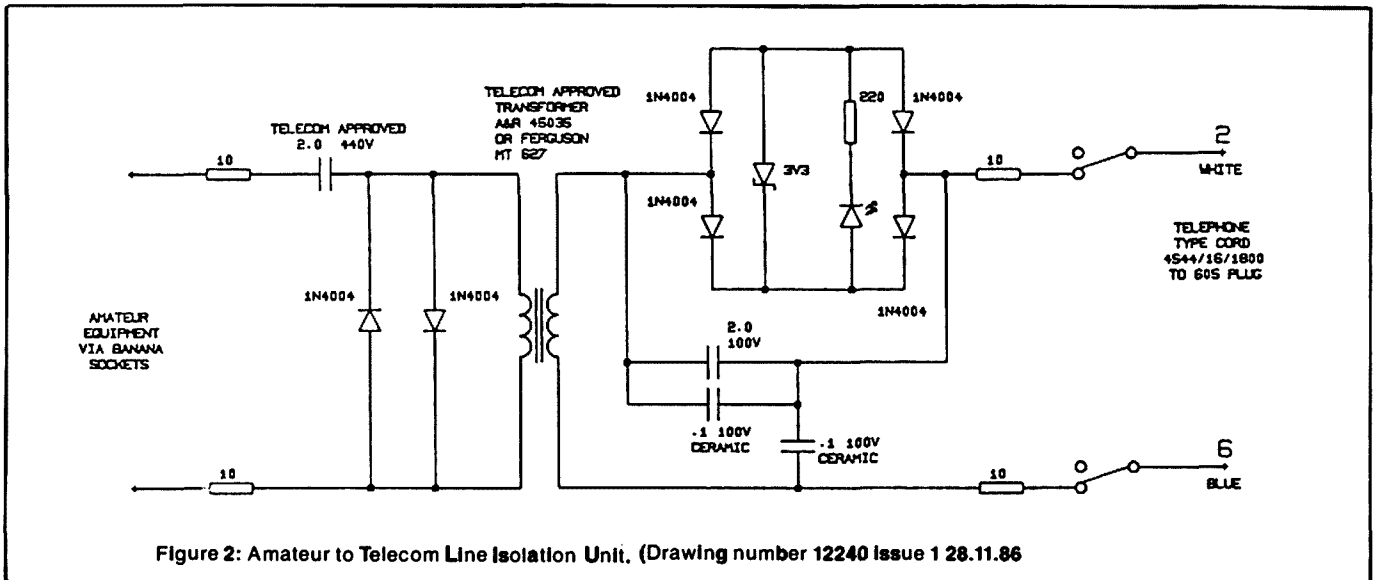 TELECOM APPROVED
2.0 440V
10
TELECOM APPROVED
TRANSFORMER
A&R 45035
OR FERGUSON
MT 627
1N4004
220
1N4004
3V3
1N4004
1N4004
10
2
WHITE
TELEPHONE
TYPE CORD
4544/16/1800
TO 605 PLUG
1N4004
1N4004
AMATEUR
EQUIPMENT
VIA BANANA
SOCKETS
2.0
100V
.1 100V
CERAMIC
.1 100V
CERAMIC
10
10
6
BLUE
Figure 2: Amateur to Telecom Line Isolation Unit. (Drawing number 12240 issue 1 28.11.86